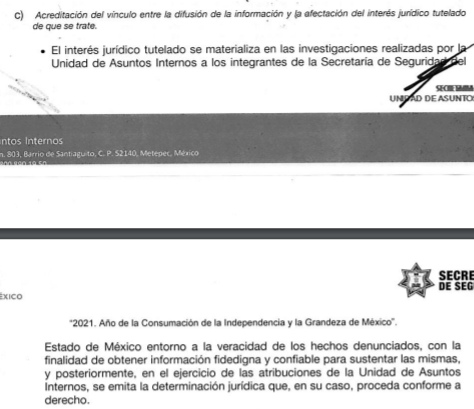 c) Acreditación del vínculo entre la difusión de la información y la afectación del interés jurídico tutelado
de que se trate.
• El interés jurídico tutelado se materializa en las investigaciones realizadas por la
Unidad de Asuntos Internos a los integrantes de la Secretaría de Seguridad del
UNIDAD DE ASUNTO
ntos Internos
803, Barrio de Santiaguito, C. P. 52140, Metepec, México
ÉXICO
SECRE
DE SEG
"2021. Año de la Consumación de la Independencia y la Grandeza de México".
Estado de México entorno a la veracidad de los hechos denunciados, con la
finalidad de obtener información fidedigna y confiable para sustentar las mismas,
y posteriormente, en el ejercicio de las atribuciones de la Unidad de Asuntos
Internos, se emita la determinación jurídica que, en su caso, proceda conforme a
derecho.